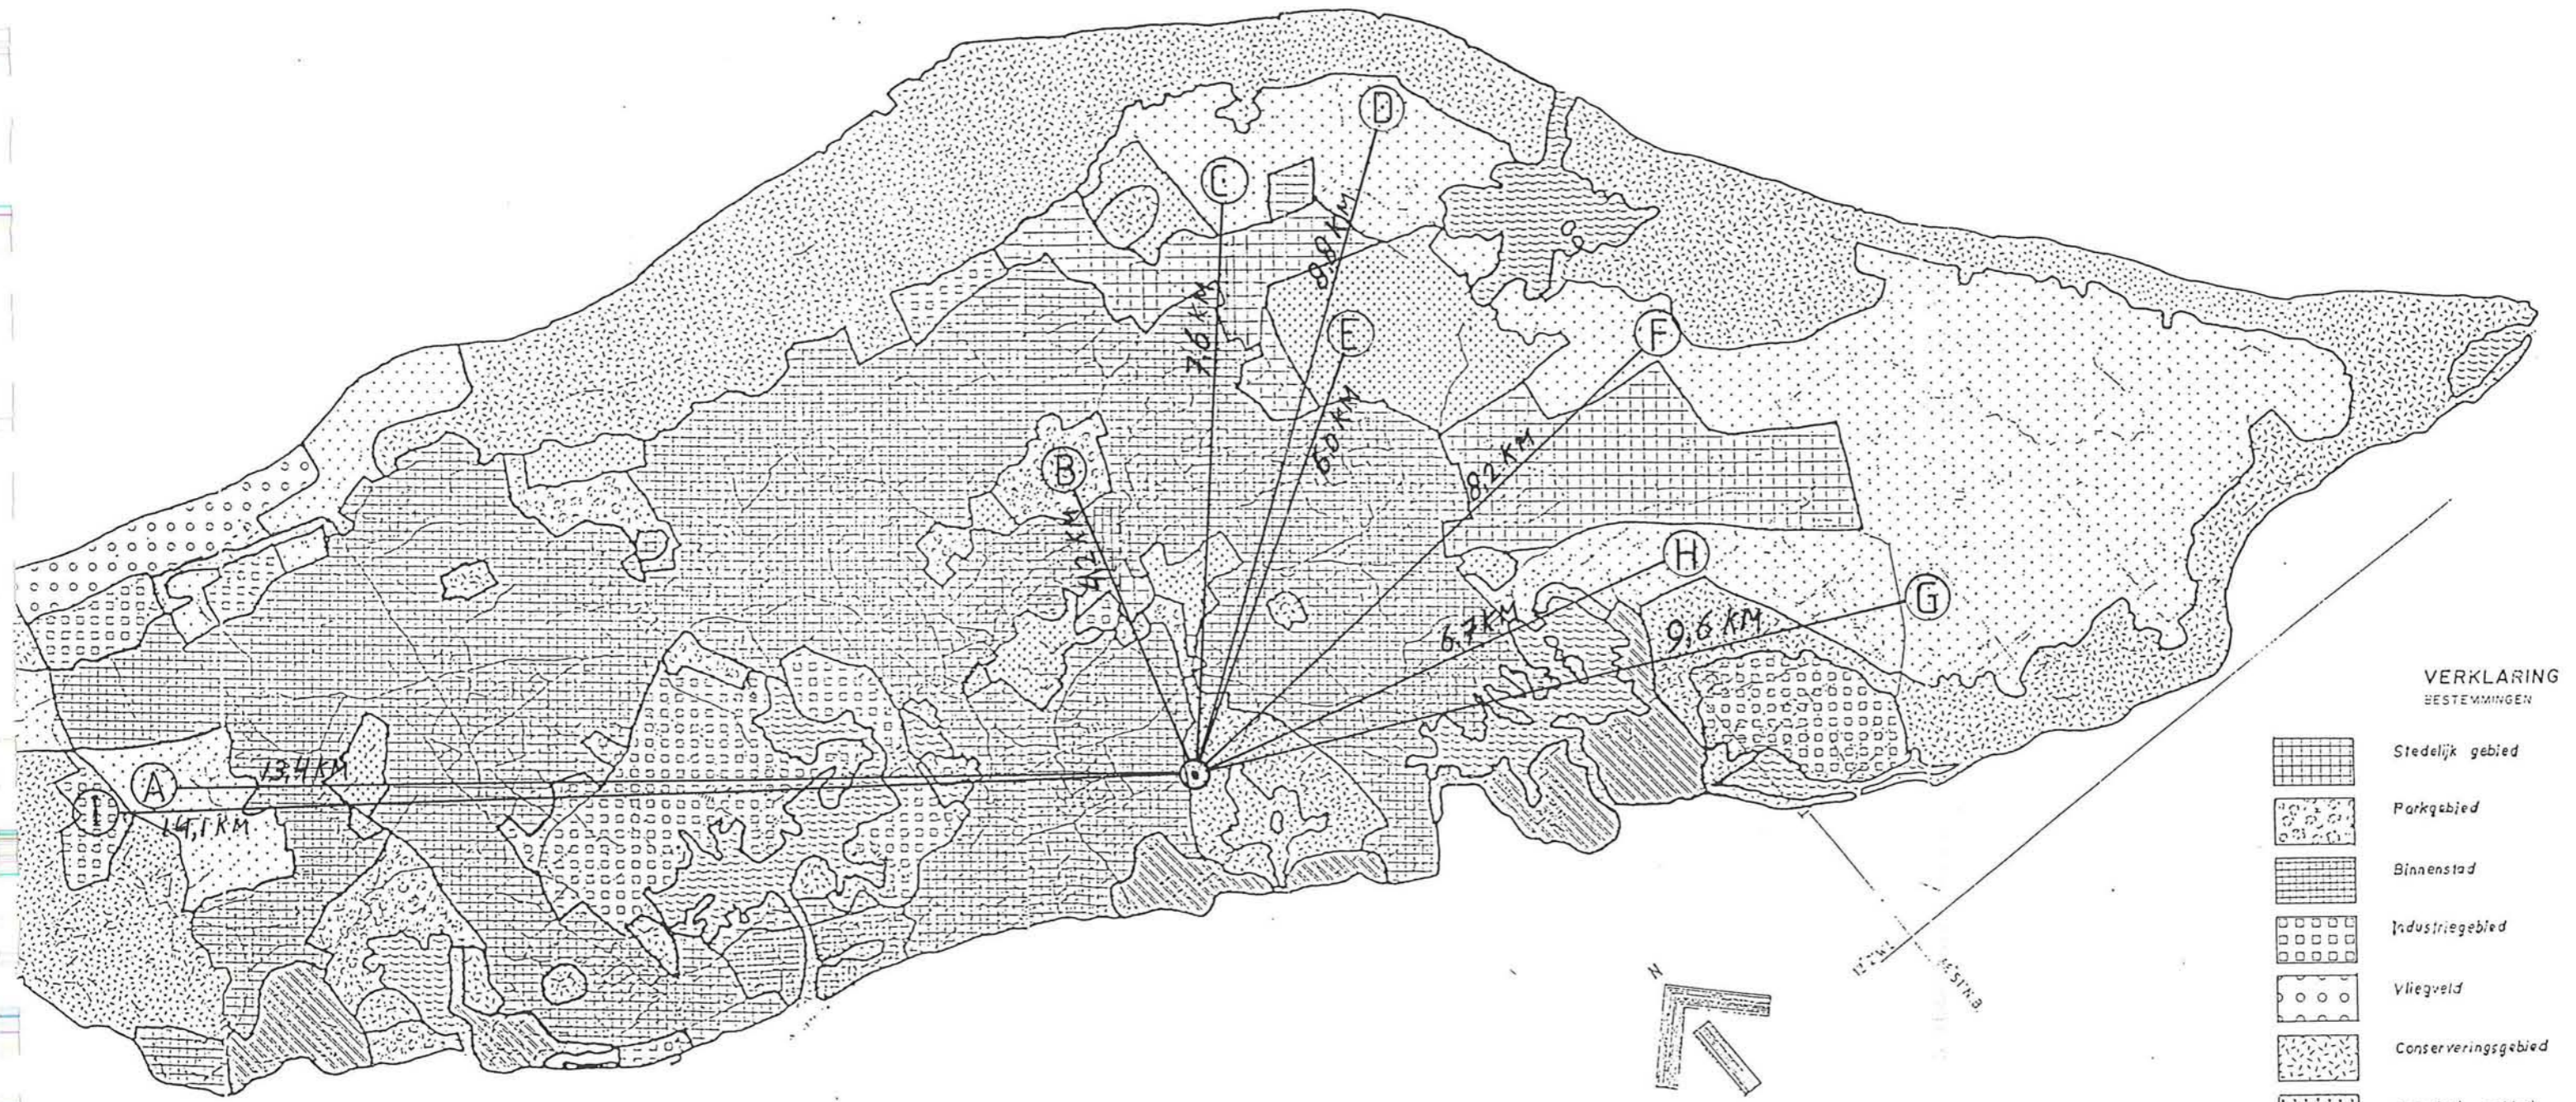 D
C
9,8 KM
7,6 KM
E
F
B
6,0 KM
8,2 KM
4,2 KM
H
G
6,7 KM
9,6 KM
A
13,4 KM
I
14,1 KM
N
VERKLARING
BESTEMMINGEN
Stedelijk gebied
Parkgebied
Binnenstad
Industriegebied
Vliegveld
Conserveringsgebied